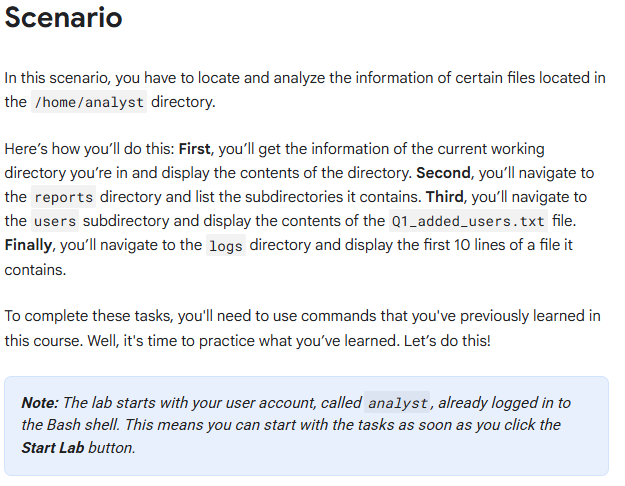 Scenario
In this scenario, you have to locate and analyze the information of certain files located in
the /home/analyst directory.
Here’s how you’ll do this: First, you’ll get the information of the current working
directory you’re in and display the contents of the directory. Second, you’ll navigate to
the reports directory and list the subdirectories it contains. Third, you’ll navigate to
the users subdirectory and display the contents of the Q1_added_users.txt file.
Finally, you’ll navigate to the logs directory and display the first 10 lines of a file it
contains.
To complete these tasks, you'll need to use commands that you've previously learned in
this course. Well, it's time to practice what you’ve learned. Let’s do this!
Note: The lab starts with your user account, called analyst, already logged in to
the Bash shell. This means you can start with the tasks as soon as you click the
Start Lab button.